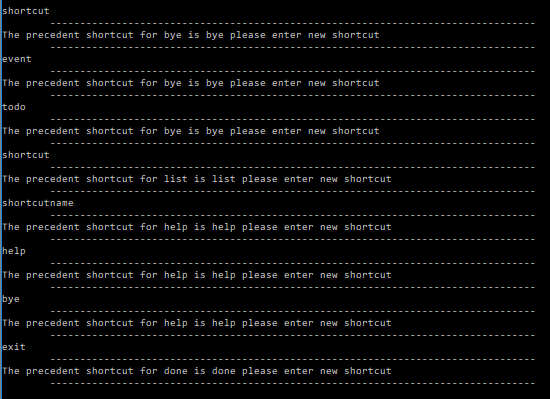 shortcut
--------------------------------------------------------------------------------
The precedent shortcut for bye is bye please enter new shortcut
--------------------------------------------------------------------------------
event
--------------------------------------------------------------------------------
The precedent shortcut for bye is bye please enter new shortcut
--------------------------------------------------------------------------------
todo
--------------------------------------------------------------------------------
The precedent shortcut for bye is bye please enter new shortcut
--------------------------------------------------------------------------------
shortcut
--------------------------------------------------------------------------------
The precedent shortcut for list is list please enter new shortcut
--------------------------------------------------------------------------------
shortcutname
--------------------------------------------------------------------------------
The precedent shortcut for help is help please enter new shortcut
--------------------------------------------------------------------------------
help
--------------------------------------------------------------------------------
The precedent shortcut for help is help please enter new shortcut
--------------------------------------------------------------------------------
bye
--------------------------------------------------------------------------------
The precedent shortcut for help is help please enter new shortcut
--------------------------------------------------------------------------------
exit
--------------------------------------------------------------------------------
The precedent shortcut for done is done please enter new shortcut
--------------------------------------------------------------------------------